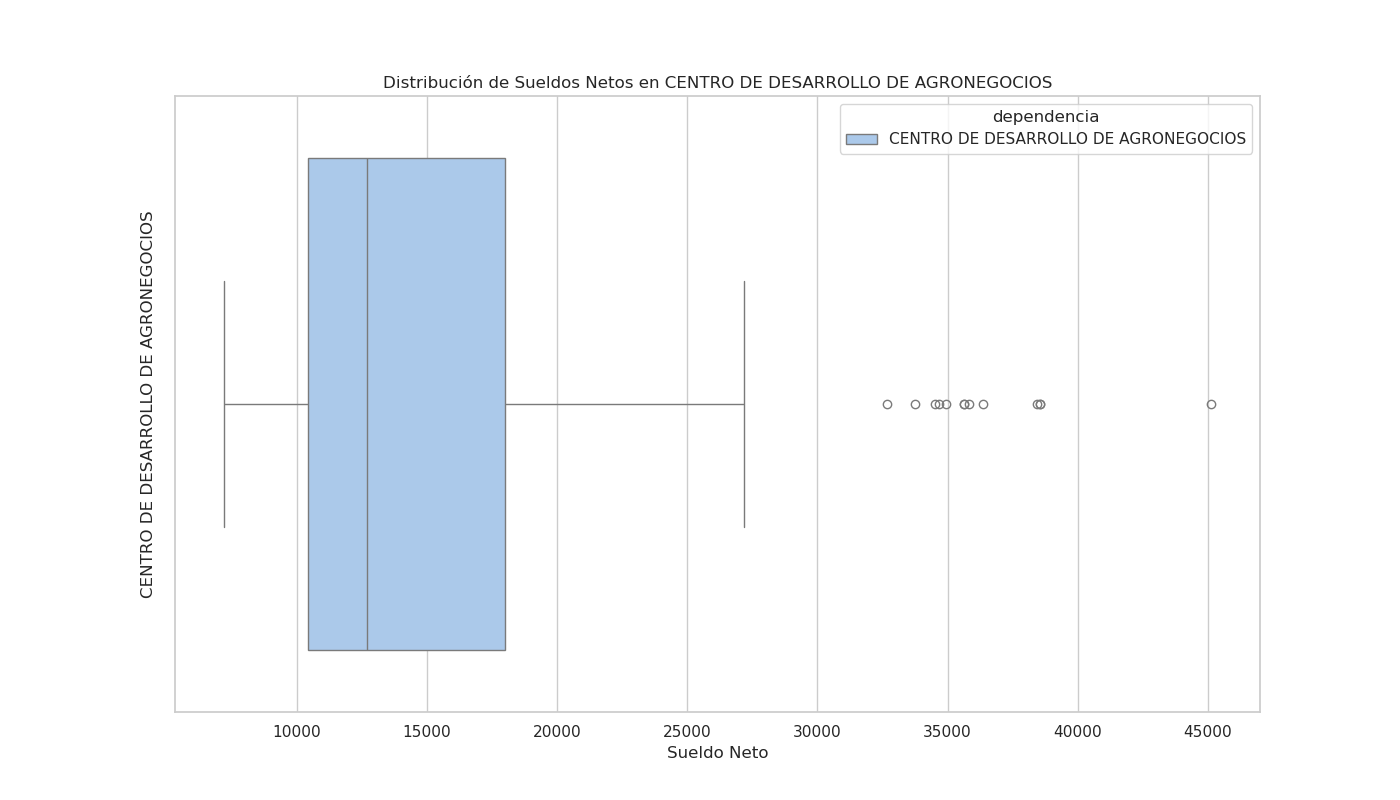 Distribución de Sueldos Netos en CENTRO DE DESARROLLO DE AGRONEGOCIOS
dependencia
CENTRO DE DESARROLLO DE AGRONEGOCIOS
CENTRO DE DESARROLLO DE AGRONEGOCIOS
10000 15000 20000 25000 30000 35000 40000 45000
Sueldo Neto